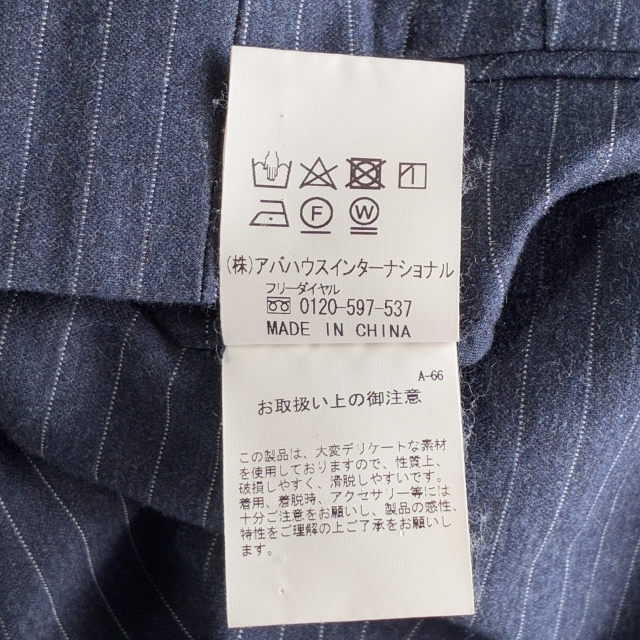 F W
(株)アバハウスインターナショナル
フリーダイヤル
0120-597-537
MADE IN CHINA
A-66
お取扱い上の御注意
この製品は、大変デリケートな素材
を使用しておりますので、性質上、
破損しやすく、滑脱しやすいです。
着用、着脱時、アクセサリー等には
十分ご注意をお願いし、製品の感性、
特性をご理解の上ご了承をお願いし
ます。